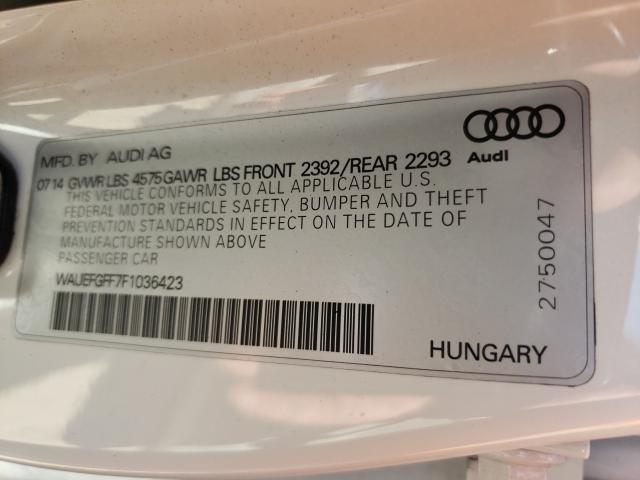 MFD. BY AUDI AG
Audi
07 14 GVWR LBS 4575 GAWR LBS FRONT 2392/REAR 2293
THIS VEHICLE CONFORMS TO ALL APPLICABLE U.S.
FEDERAL MOTOR VEHICLE SAFETY, BUMPER AND THEFT
PREVENTION STANDARDS IN EFFECT ON THE DATE OF
MANUFACTURE SHOWN ABOVE
PASSENGER CAR
WAUEFGFF7F1036423
HUNGARY
2750047